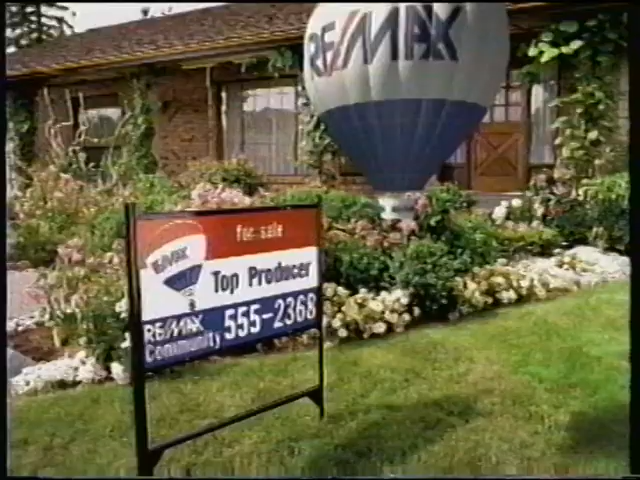 RE/MAX
for sale
RE/MAX
Top Producer
RE/MAX
Community 555-2368